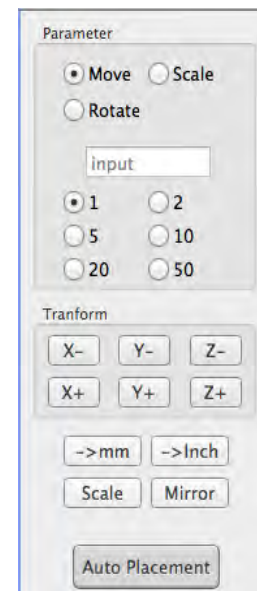 Parameter
Move Scale
Rotate
input
1 2
5 10
20 50
Tranform
X- Y- Z-
X+ Y+ Z+
->mm ->Inch
Scale Mirror
Auto Placement